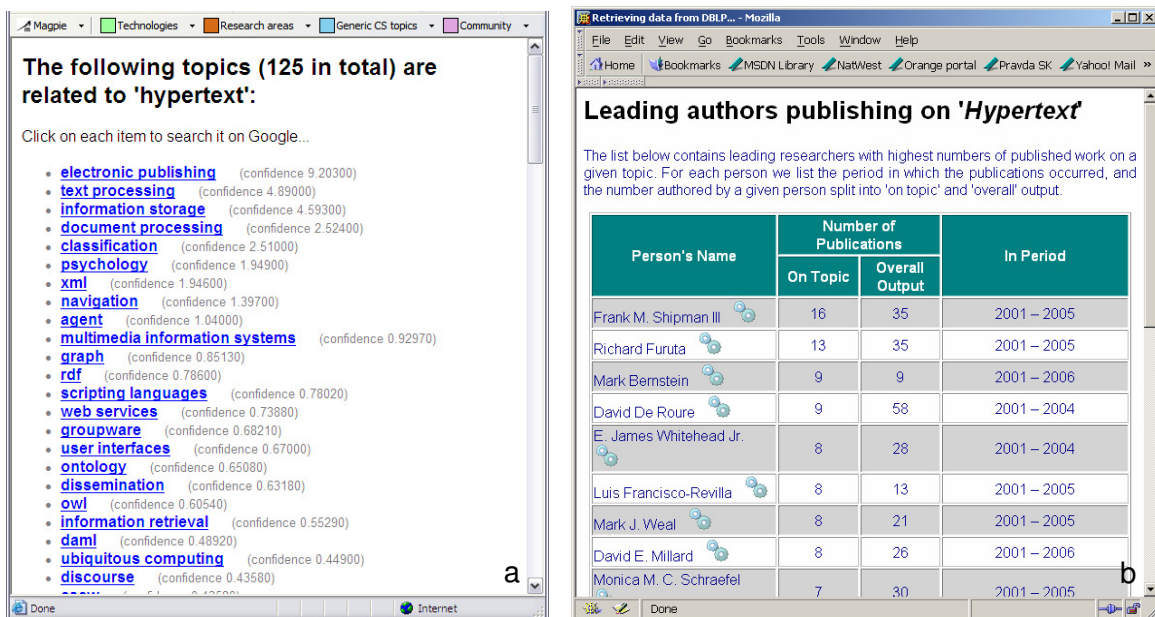 Magpie Technologies Research areas Generic CS topics Community
The following topics (125 in total) are
related to 'hypertext':
Click on each item to search it on Google...
electronic publishing (confidence 9.20300)
text processing (confidence 4.89000)
information storage (confidence 4.59300)
document processing (confidence 2.52400)
classification (confidence 2.51000)
psychology (confidence 1.94900)
xml (confidence 1.94600)
navigation (confidence 1.39700)
agent (confidence 1.04000)
multimedia information systems (confidence 0.92970)
graph (confidence 0.85130)
rdf (confidence 0.78600)
scripting languages (confidence 0.78020)
web services (confidence 0.73880)
groupware (confidence 0.68210)
user interfaces (confidence 0.67000)
ontology (confidence 0.65080)
dissemination (confidence 0.63180)
owl (confidence 0.60540)
information retrieval (confidence 0.55290)
daml (confidence 0.48920)
ubiquitous computing (confidence 0.44900)
discourse (confidence 0.43580)
a
Done Internet
Retrieving data from DBLP... - Mozilla
File Edit View Go Bookmarks Tools Window Help
Home Bookmarks MSDN Library NatWest Orange portal Pravda SK Yahoo! Mail »
Leading authors publishing on 'Hypertext'
The list below contains leading researchers with highest numbers of published work on a
given topic. For each person we list the period in which the publications occurred, and
the number authored by a given person split into 'on topic' and 'overall' output.
Person's Name
Number of
Publications
In Period
On Topic
Overall
Output
Frank M. Shipman III 16 35 2001 – 2005
Richard Furuta 13 35 2001 – 2005
Mark Bernstein 9 9 2001 – 2006
David De Roure 9 58 2001 – 2004
E. James Whitehead Jr. 8 28 2001 – 2004
Luis Francisco-Revilla 8 13 2001 – 2005
Mark J. Weal 8 21 2001 – 2005
David E. Millard 8 26 2001 – 2006
Monica M. C. Schraefel 7 30 2001 – 2005
b
Done